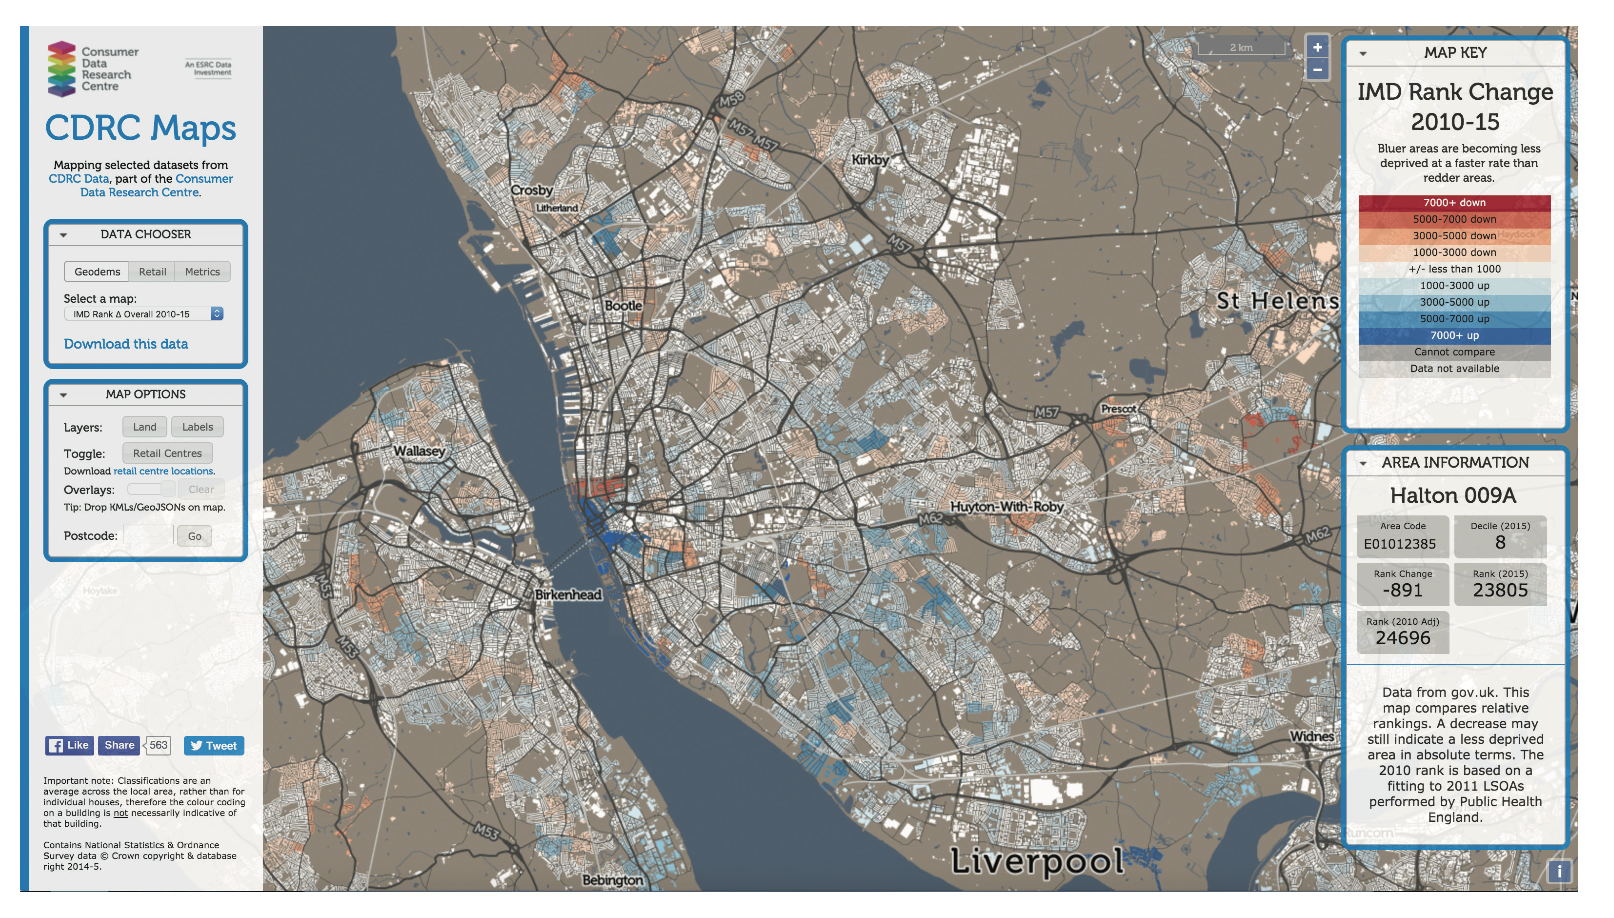 Consumer
Data
Research
Centre
An ESRC Data
Investment
CDRC Maps
Mapping selected datasets from
CDRC Data, part of the Consumer
Data Research Centre.
DATA CHOOSER
Geodems Retail Metrics
Select a map:
IMD Rank Δ Overall 2010-15
Download this data
MAP OPTIONS
Layers: Land Labels
Toggle: Retail Centres
Download retail centre locations.
Overlays: Clear
Tip: Drop KMLs/GeoJSONs on map.
Postcode: Go
Hoylake
Like Share 563 Tweet
Important note: Classifications are an
average across the local area, rather than for
individual houses, therefore the colour coding
on a building is not necessarily indicative of
that building.
Contains National Statistics & Ordnance
Survey data © Crown copyright & database
right 2014-5.
2 km
+
−
M58
M57
M57
Kirkby
Crosby
Litherland
M57
Bootle
St Helens
M57
Prescot
Wallasey
Huyton-With-Roby
M62
M62
Birkenhead
M53
M53
Widnes
M53
Liverpool
Bebington
MAP KEY
IMD Rank Change
2010-15
Bluer areas are becoming less
deprived at a faster rate than
redder areas.
7000+ down
5000-7000 down
3000-5000 down
Haydock
1000-3000 down
+/- less than 1000
1000-3000 up
3000-5000 up
5000-7000 up
7000+ up
Cannot compare
Data not available
AREA INFORMATION
Halton 009A
Area Code
E01012385
Decile (2015)
8
Rank Change
-891
Rank (2015)
23805
Rank (2010 Adj)
24696
Data from gov.uk. This
map compares relative
rankings. A decrease may
still indicate a less deprived
area in absolute terms. The
2010 rank is based on a
fitting to 2011 LSOAs
performed by Public Health
England.
Runcorn
i